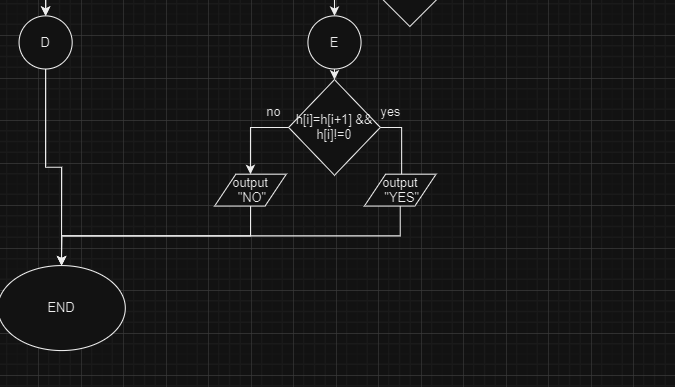 D
E
no
yes
h[i]=h[i+1] &&
h[i]!=0
output
"NO"
output
"YES"
END